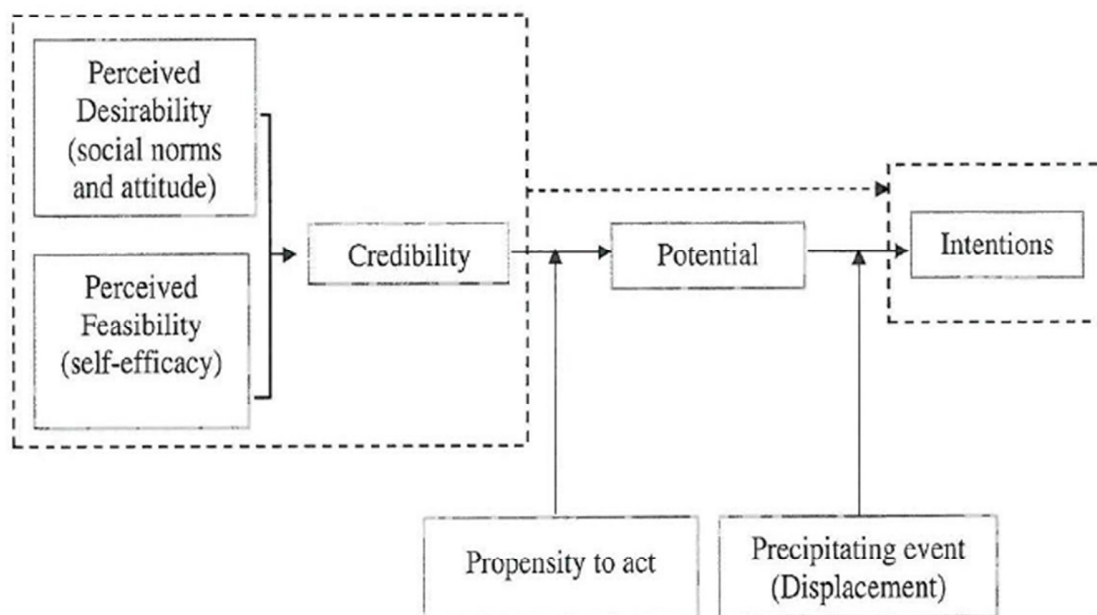 Perceived
Desirability
(social norms
and attitude)
Perceived
Feasibility
(self-efficacy)
Credibility
Potential
Intentions
Propensity to act
Precipitating event
(Displacement)